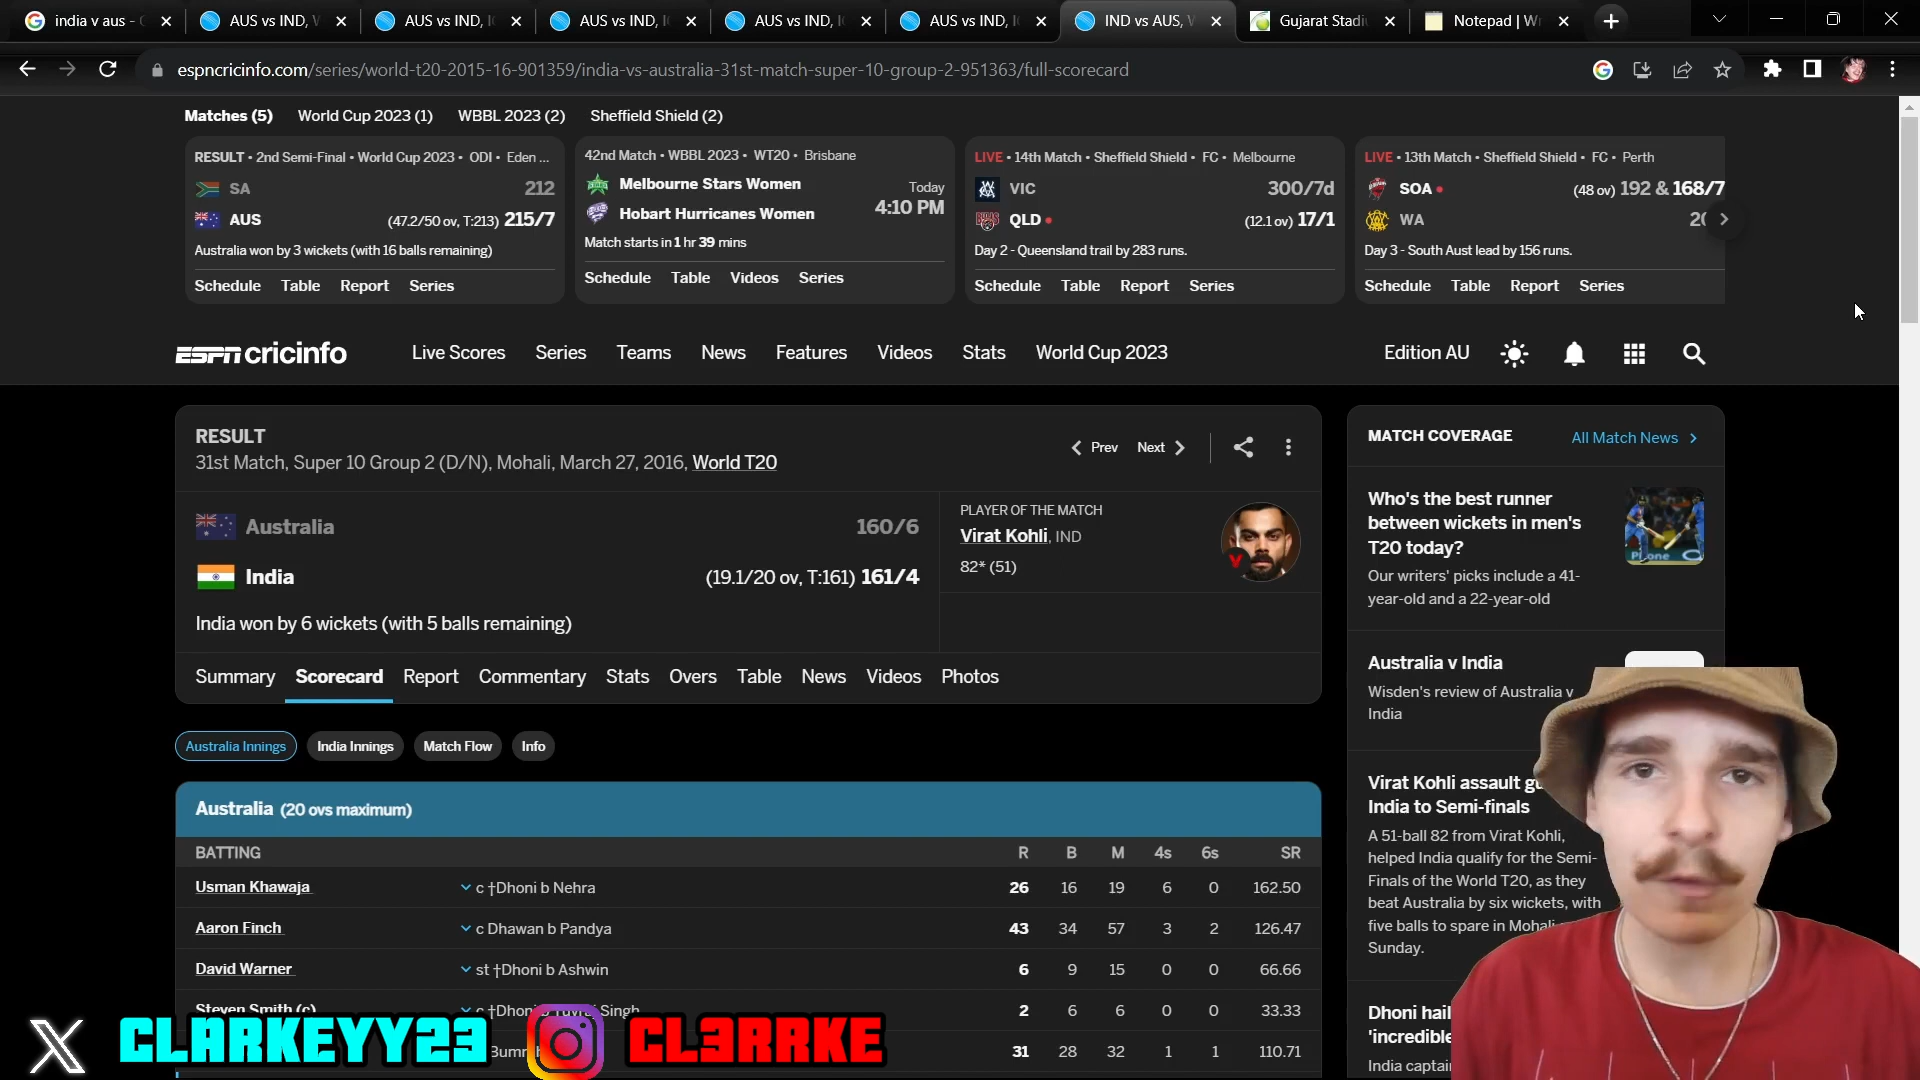 india v aus -
AUS vs IND, W
AUS vs IND, I
AUS vs IND, I
AUS vs IND, I
AUS vs IND, I
IND vs AUS, W
Gujarat Stadi
Notepad | Wr
espncricinfo.com/series/world-t20-2015-16-901359/india-vs-australia-31st-match-super-10-group-2-951363/full-scorecard
Matches (5) World Cup 2023 (1) WBBL 2023 (2) Sheffield Shield (2)
RESULT • 2nd Semi-Final • World Cup 2023 • ODI • Eden ...
SA 212
AUS (47.2/50 ov, T:213) 215/7
Australia won by 3 wickets (with 16 balls remaining)
Schedule Table Report Series
42nd Match • WBBL 2023 • WT20 • Brisbane
Melbourne Stars Women
Hobart Hurricanes Women
Today
4:10 PM
Match starts in 1 hr 39 mins
Schedule Table Videos Series
LIVE • 14th Match • Sheffield Shield • FC • Melbourne
VIC 300/7d
QLD • (12.1 ov) 17/1
Day 2 - Queensland trail by 283 runs.
Schedule Table Report Series
LIVE • 13th Match • Sheffield Shield • FC • Perth
SOA • (48 ov) 192 & 168/7
WA 20
Day 3 - South Aust lead by 156 runs.
Schedule Table Report Series
ESPN cricinfo Live Scores Series Teams News Features Videos Stats World Cup 2023 Edition AU
RESULT
31st Match, Super 10 Group 2 (D/N), Mohali, March 27, 2016, World T20
Prev Next
Australia 160/6
India (19.1/20 ov, T:161) 161/4
India won by 6 wickets (with 5 balls remaining)
PLAYER OF THE MATCH
Virat Kohli, IND
82* (51)
Summary Scorecard Report Commentary Stats Overs Table News Videos Photos
Australia Innings India Innings Match Flow Info
Australia (20 ovs maximum)
BATTING R B M 4s 6s SR
Usman Khawaja c †Dhoni b Nehra 26 16 19 6 0 162.50
Aaron Finch c Dhawan b Pandya 43 34 57 3 2 126.47
David Warner st †Dhoni b Ashwin 6 9 15 0 0 66.66
Steven Smith (c) c †Dhoni b Yuvraj Singh 2 6 6 0 0 33.33
Bumrah 31 28 32 1 1 110.71
MATCH COVERAGE All Match News
Who's the best runner
between wickets in men's
T20 today?
Our writers' picks include a 41-
year-old and a 22-year-old
Australia v India
Wisden's review of Australia v
India
Virat Kohli assault gu
India to Semi-finals
A 51-ball 82 from Virat Kohli,
helped India qualify for the Semi-
Finals of the World T20, as they
beat Australia by six wickets, with
five balls to spare in Mohali
Sunday.
Dhoni hail
'incredible
India captai
CLARKEYY23
CL3RRKE